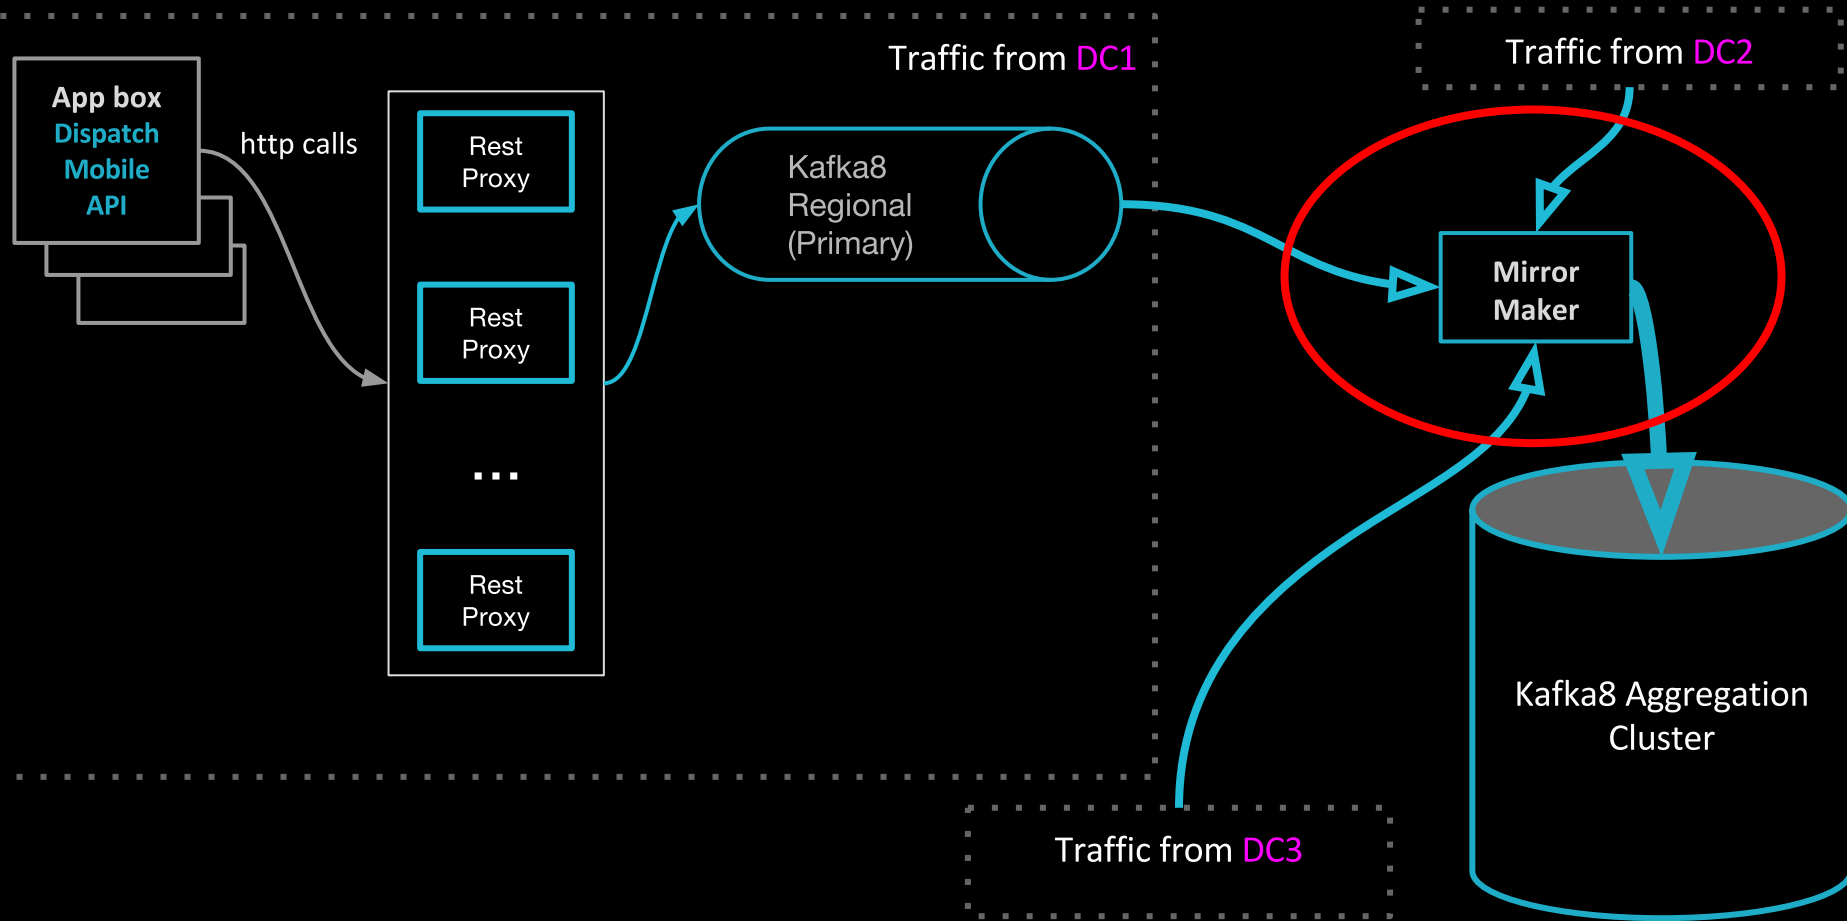 Traffic from DC1
Traffic from DC2
App box
Dispatch
Mobile
API
http calls
Rest
Proxy
Rest
Proxy
...
Rest
Proxy
Kafka8
Regional
(Primary)
Mirror
Maker
Kafka8 Aggregation
Cluster
Traffic from DC3